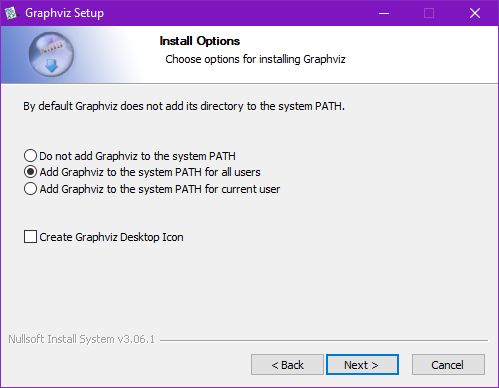 Graphviz Setup
Install Options
Choose options for installing Graphviz
By default Graphviz does not add its directory to the system PATH.
Do not add Graphviz to the system PATH
Add Graphviz to the system PATH for all users
Add Graphviz to the system PATH for current user
Create Graphviz Desktop Icon
Nullsoft Install System v3.06.1
< Back Next > Cancel